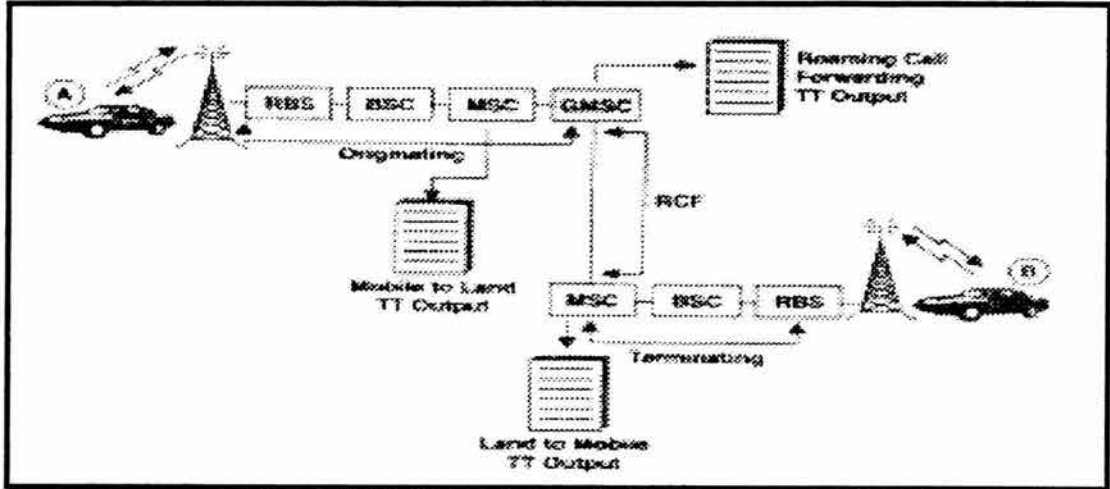 Roaming Call
Forwarding
TT Output
A
RBS
BSC
MSC
GMSC
Originating
RCF
Mobile to Land
TT Output
B
MSC
BSC
RBS
Terminating
Land to Mobile
TT Output